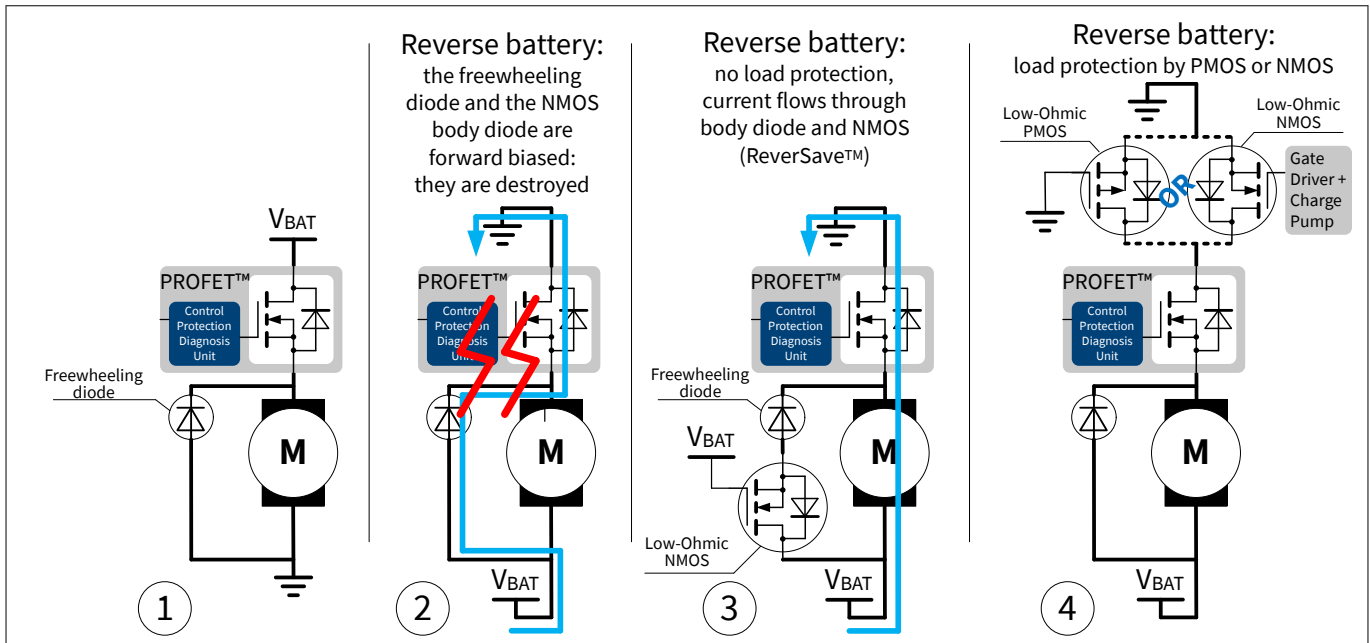 VBAT
PROFET™
Control
Protection
Diagnosis
Unit
Freewheeling
diode
M
1
Reverse battery:
the freewheeling
diode and the NMOS
body diode are
forward biased:
they are destroyed
PROFET™
Control
Protection
Diagnosis
Unit
M
VBAT
2
Reverse battery:
no load protection,
current flows through
body diode and NMOS
(ReverSave™)
PROFET™
Control
Protection
Diagnosis
Unit
Freewheeling
diode
VBAT
M
Low-Ohmic
NMOS
VBAT
3
Reverse battery:
load protection by PMOS or NMOS
Low-Ohmic
PMOS
Low-Ohmic
NMOS
OR
Gate
Driver +
Charge
Pump
PROFET™
Control
Protection
Diagnosis
Unit
M
VBAT
4